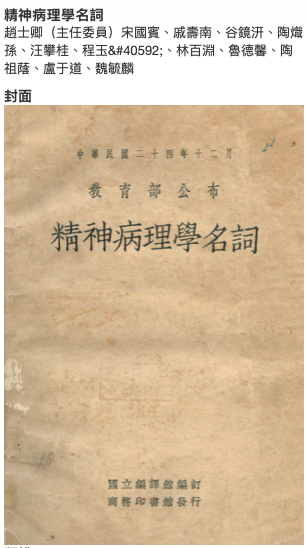 精神病理學名詞
趙士卿（主任委員）宋國賓、戚壽南、谷鏡汧、陶熾
孫、汪攀桂、程玉&#40592;、林百淵、魯德馨、陶
祖蔭、盧于道、魏毓麟
封面
中華民國二十四年十二月
教育部公布
精神病理學名詞
國立編譯館編訂
商務印書館發行